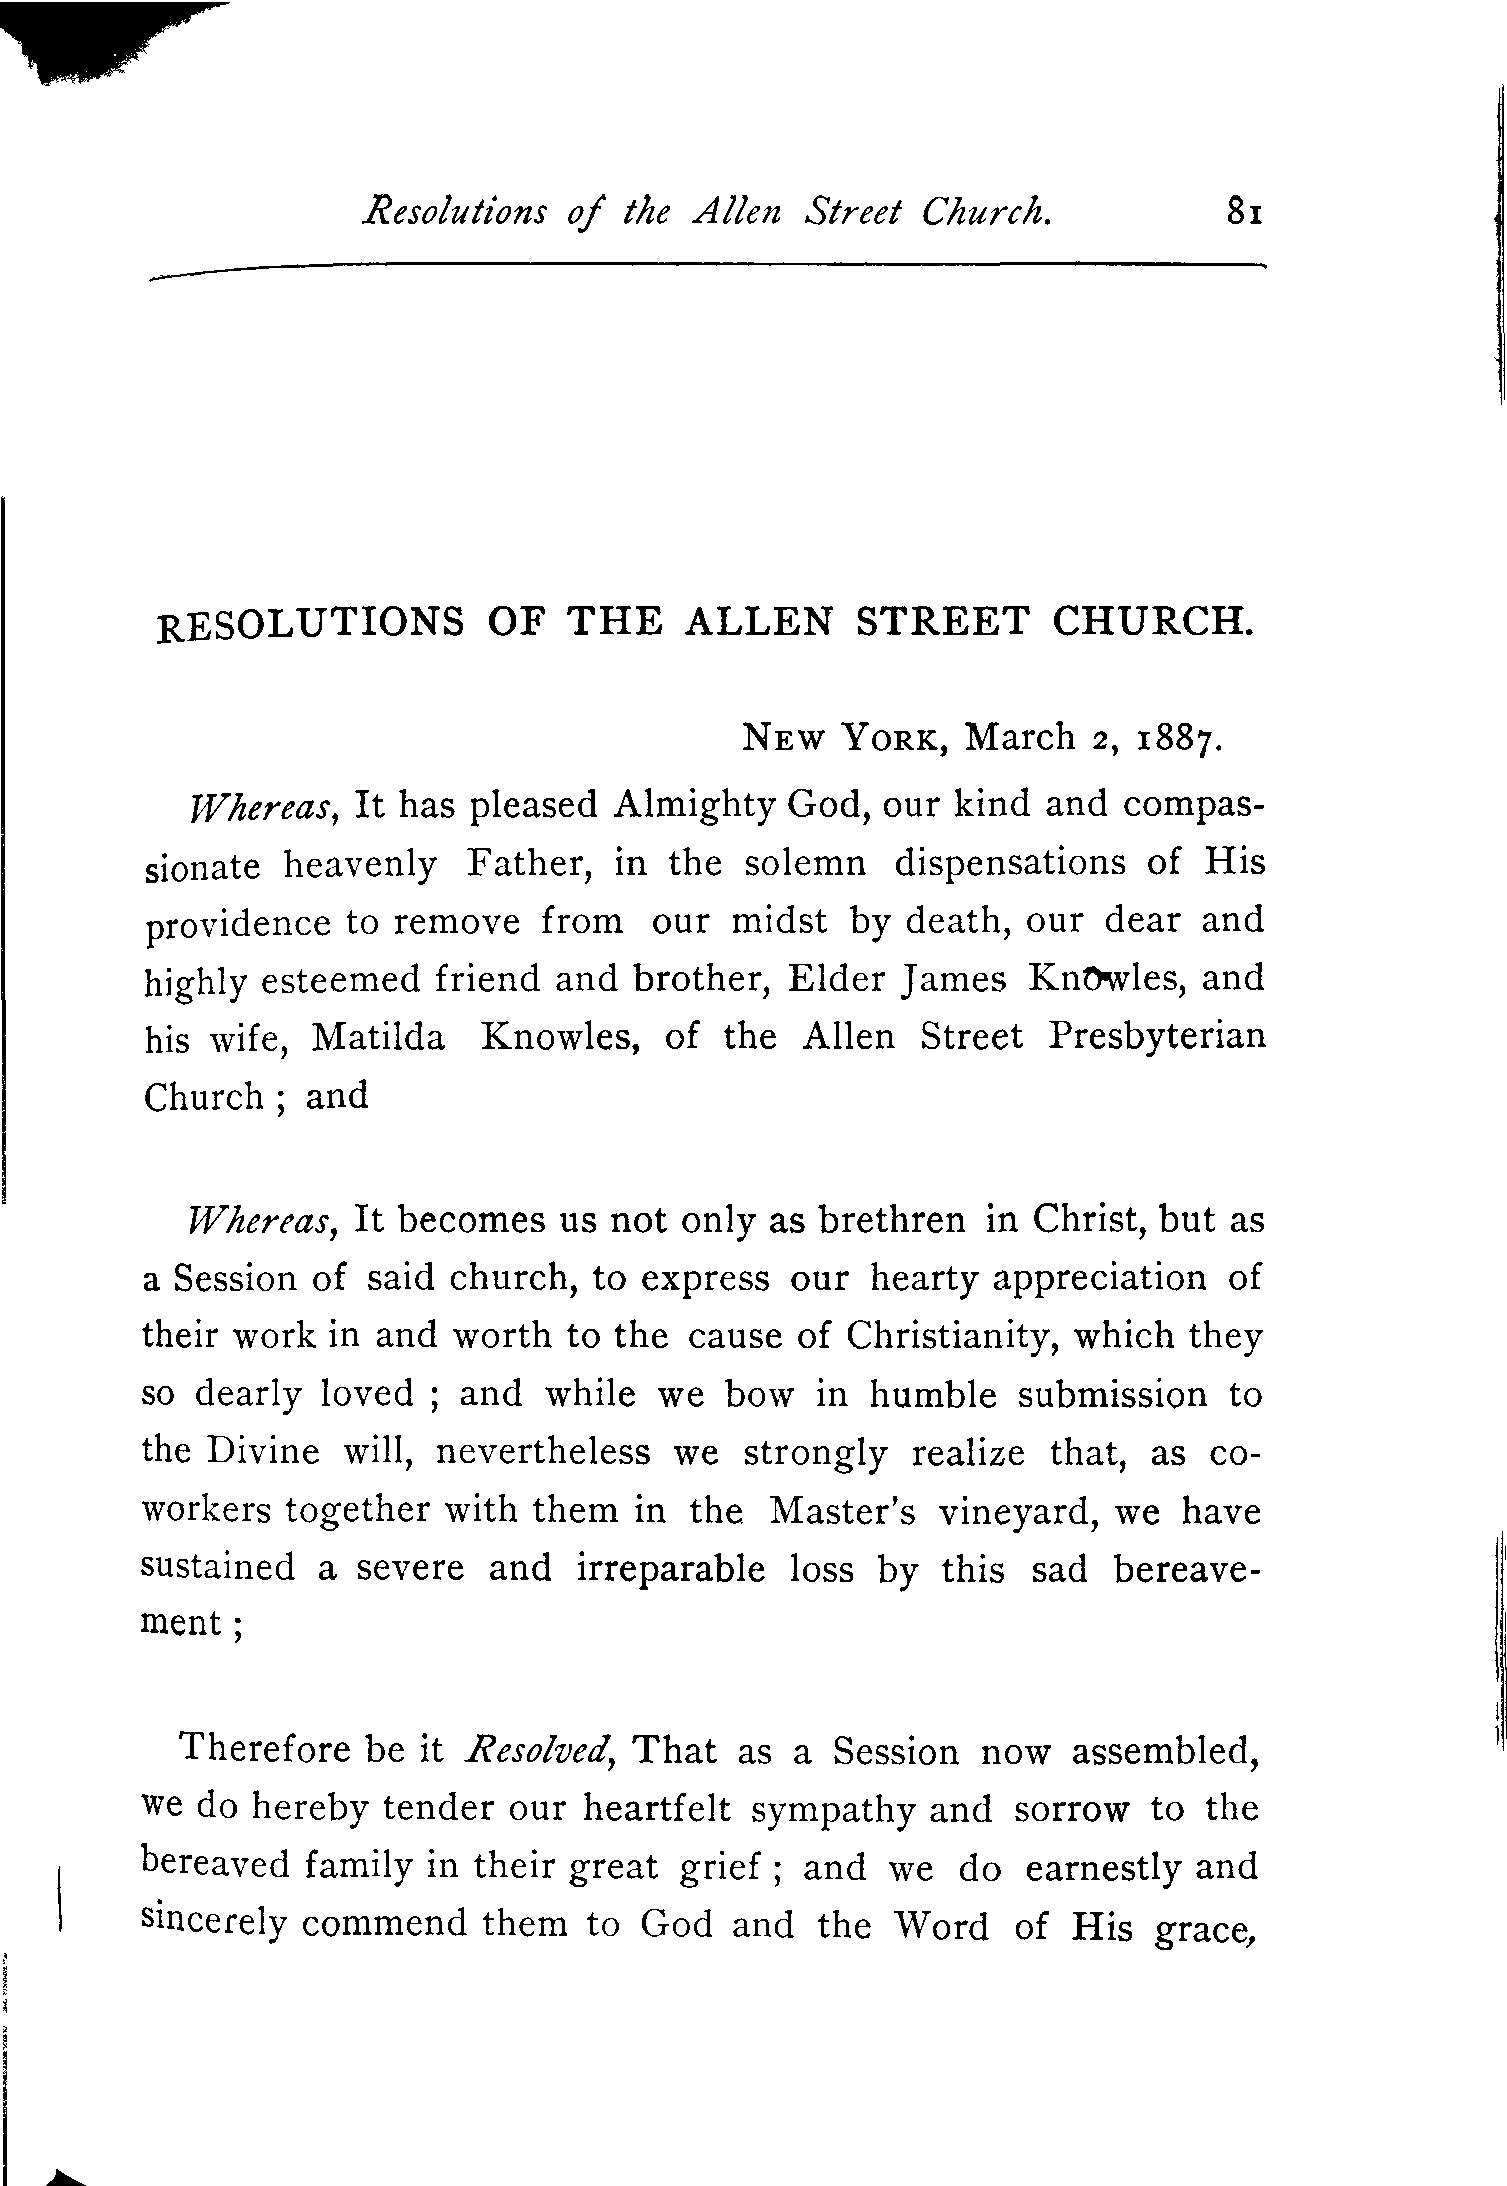 Resolutions of the Allen Street Church. 81
RESOLUTIONS OF THE ALLEN STREET CHURCH.
NEW YORK, March 2, 1887.
Whereas, It has pleased Almighty God, our kind and compas-
sionate heavenly Father, in the solemn dispensations of His
providence to remove from our midst by death, our dear and
highly esteemed friend and brother, Elder James Knowles, and
his wife, Matilda Knowles, of the Allen Street Presbyterian
Church ; and
Whereas, It becomes us not only as brethren in Christ, but as
a Session of said church, to express our hearty appreciation of
their work in and worth to the cause of Christianity, which they
so dearly loved ; and while we bow in humble submission to
the Divine will, nevertheless we strongly realize that, as co-
workers together with them in the Master's vineyard, we have
sustained a severe and irreparable loss by this sad bereave-
ment ;
Therefore be it Resolved, That as a Session now assembled,
we do hereby tender our heartfelt sympathy and sorrow to the
bereaved family in their great grief ; and we do earnestly and
sincerely commend them to God and the Word of His grace,